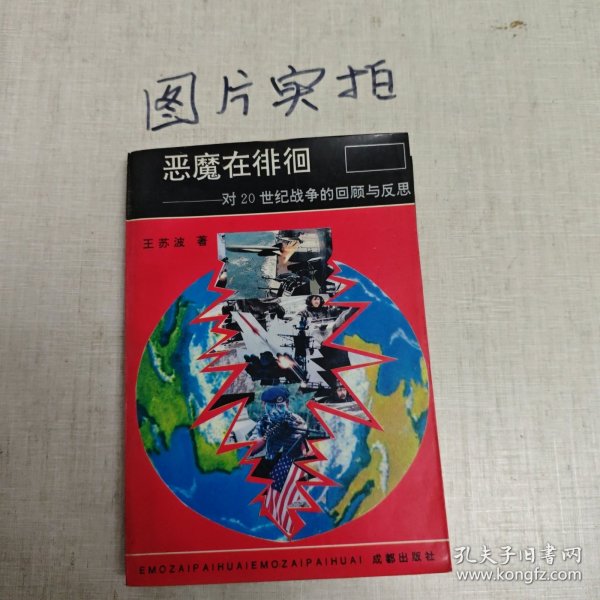 图片实拍
恶魔在徘徊
——对20世纪战争的回顾与反思
王苏波 著
EMOZAIPAIHUAIEMOZAIPAIHUAI 成都出版社
孔夫子旧书网
www.kongfz.com